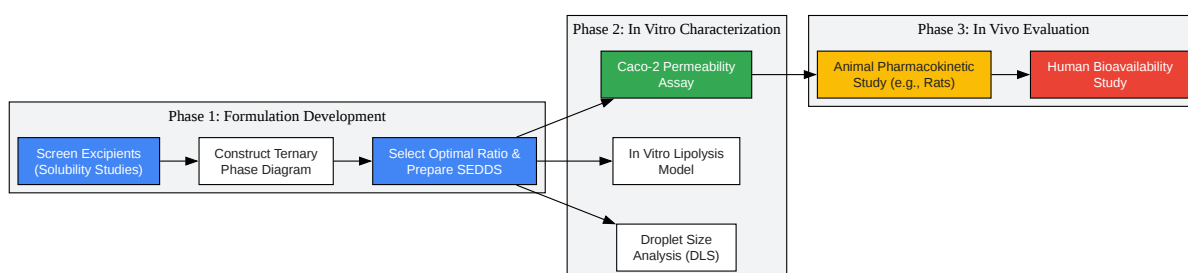 Phase 1: Formulation Development
Screen Excipients
(Solubility Studies)
Construct Ternary
Phase Diagram
Select Optimal Ratio &
Prepare SEDDS
Phase 2: In Vitro Characterization
Caco-2 Permeability
Assay
In Vitro Lipolysis
Model
Droplet Size
Analysis (DLS)
Phase 3: In Vivo Evaluation
Animal Pharmacokinetic
Study (e.g., Rats)
Human Bioavailability
Study